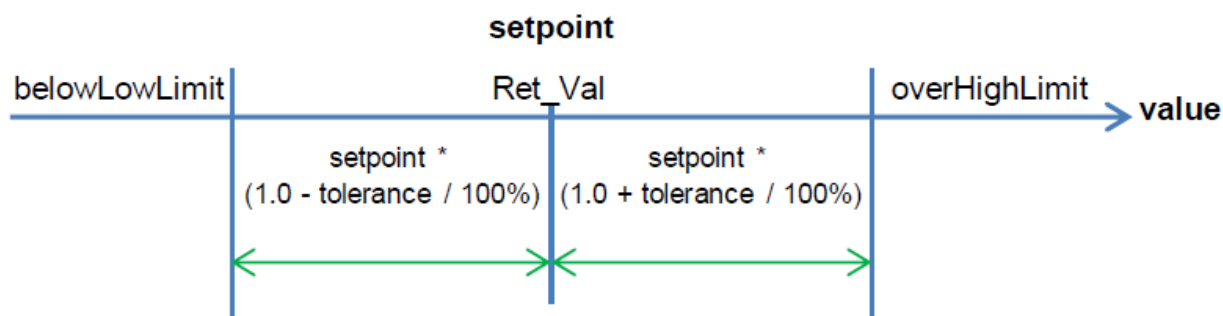 setpoint
belowLowLimit Ret_Val overHighLimit
value
setpoint * setpoint *
(1.0 - tolerance / 100%) (1.0 + tolerance / 100%)